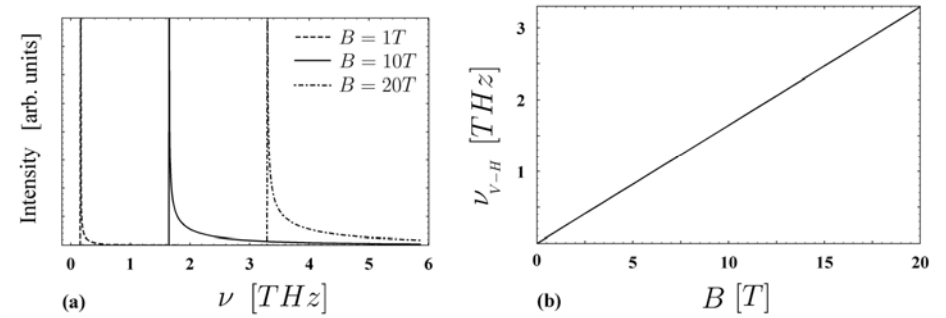 B = 1T
B = 10T
B = 20T
Intensity [arb. units]
0 1 2 3 4 5 6
(a) ν [THz]
3
2
1
ν_{V-H} [THz]
0 5 10 15 20
(b) B [T]